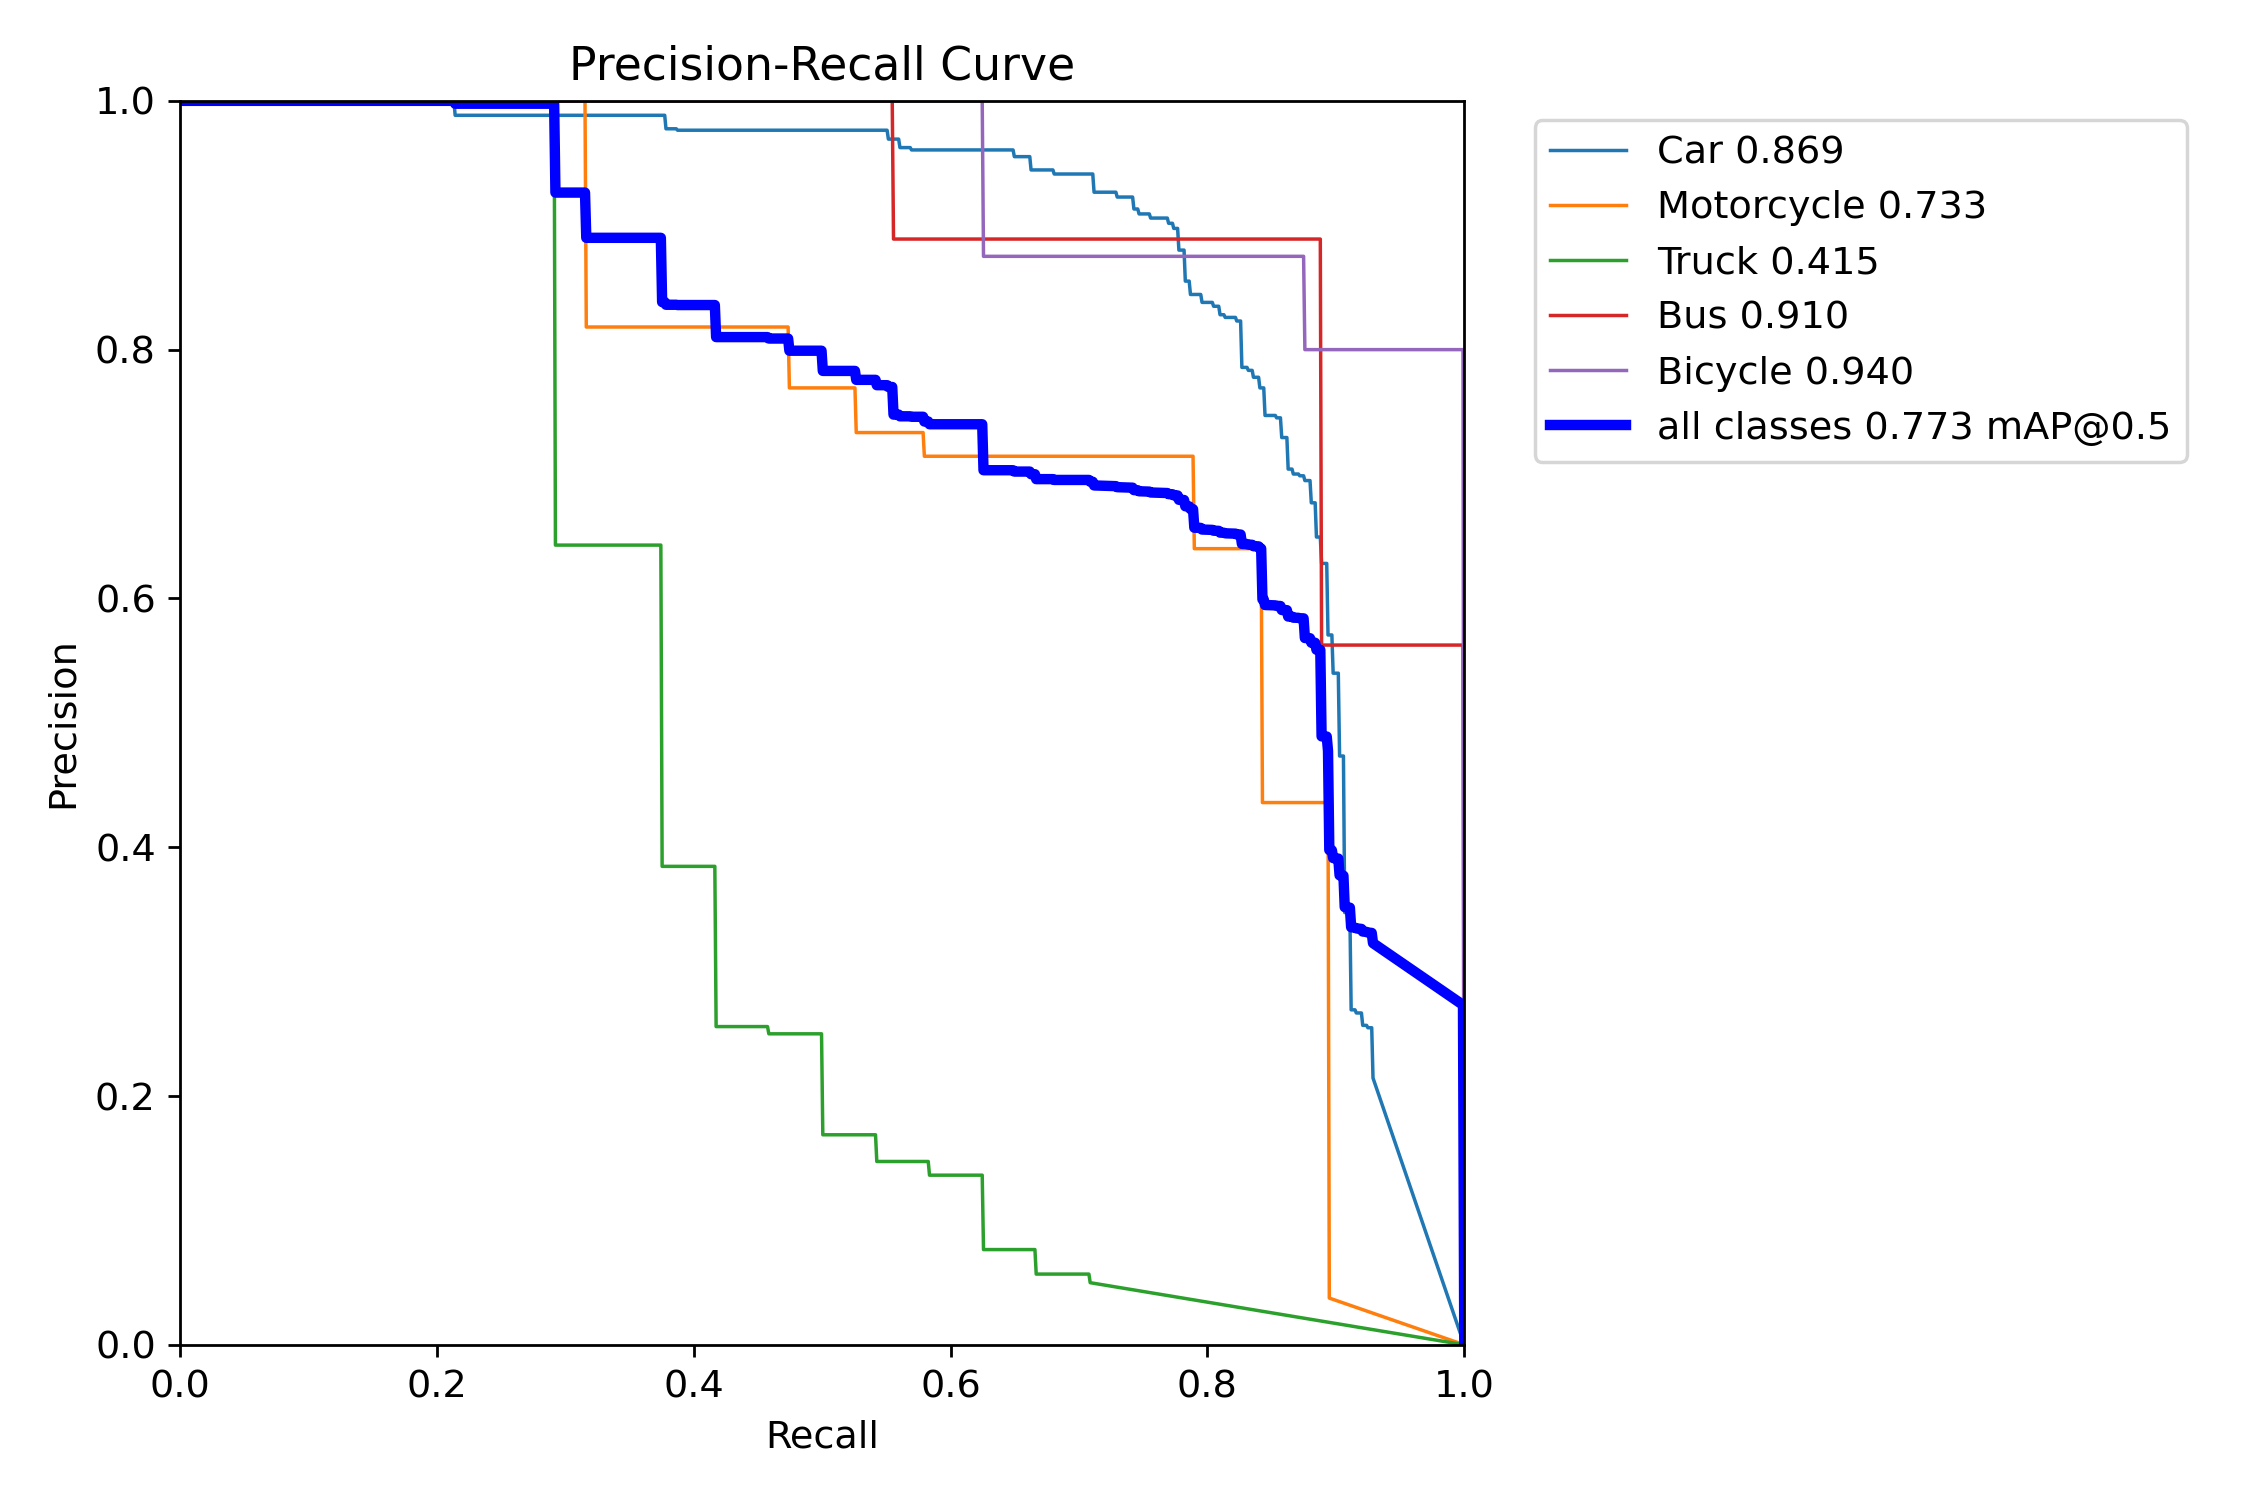 Precision-Recall Curve
1.0
0.8
0.6
0.4
0.2
0.0
Precision
0.0 0.2 0.4 0.6 0.8 1.0
Recall
Car 0.869
Motorcycle 0.733
Truck 0.415
Bus 0.910
Bicycle 0.940
all classes 0.773 mAP@0.5